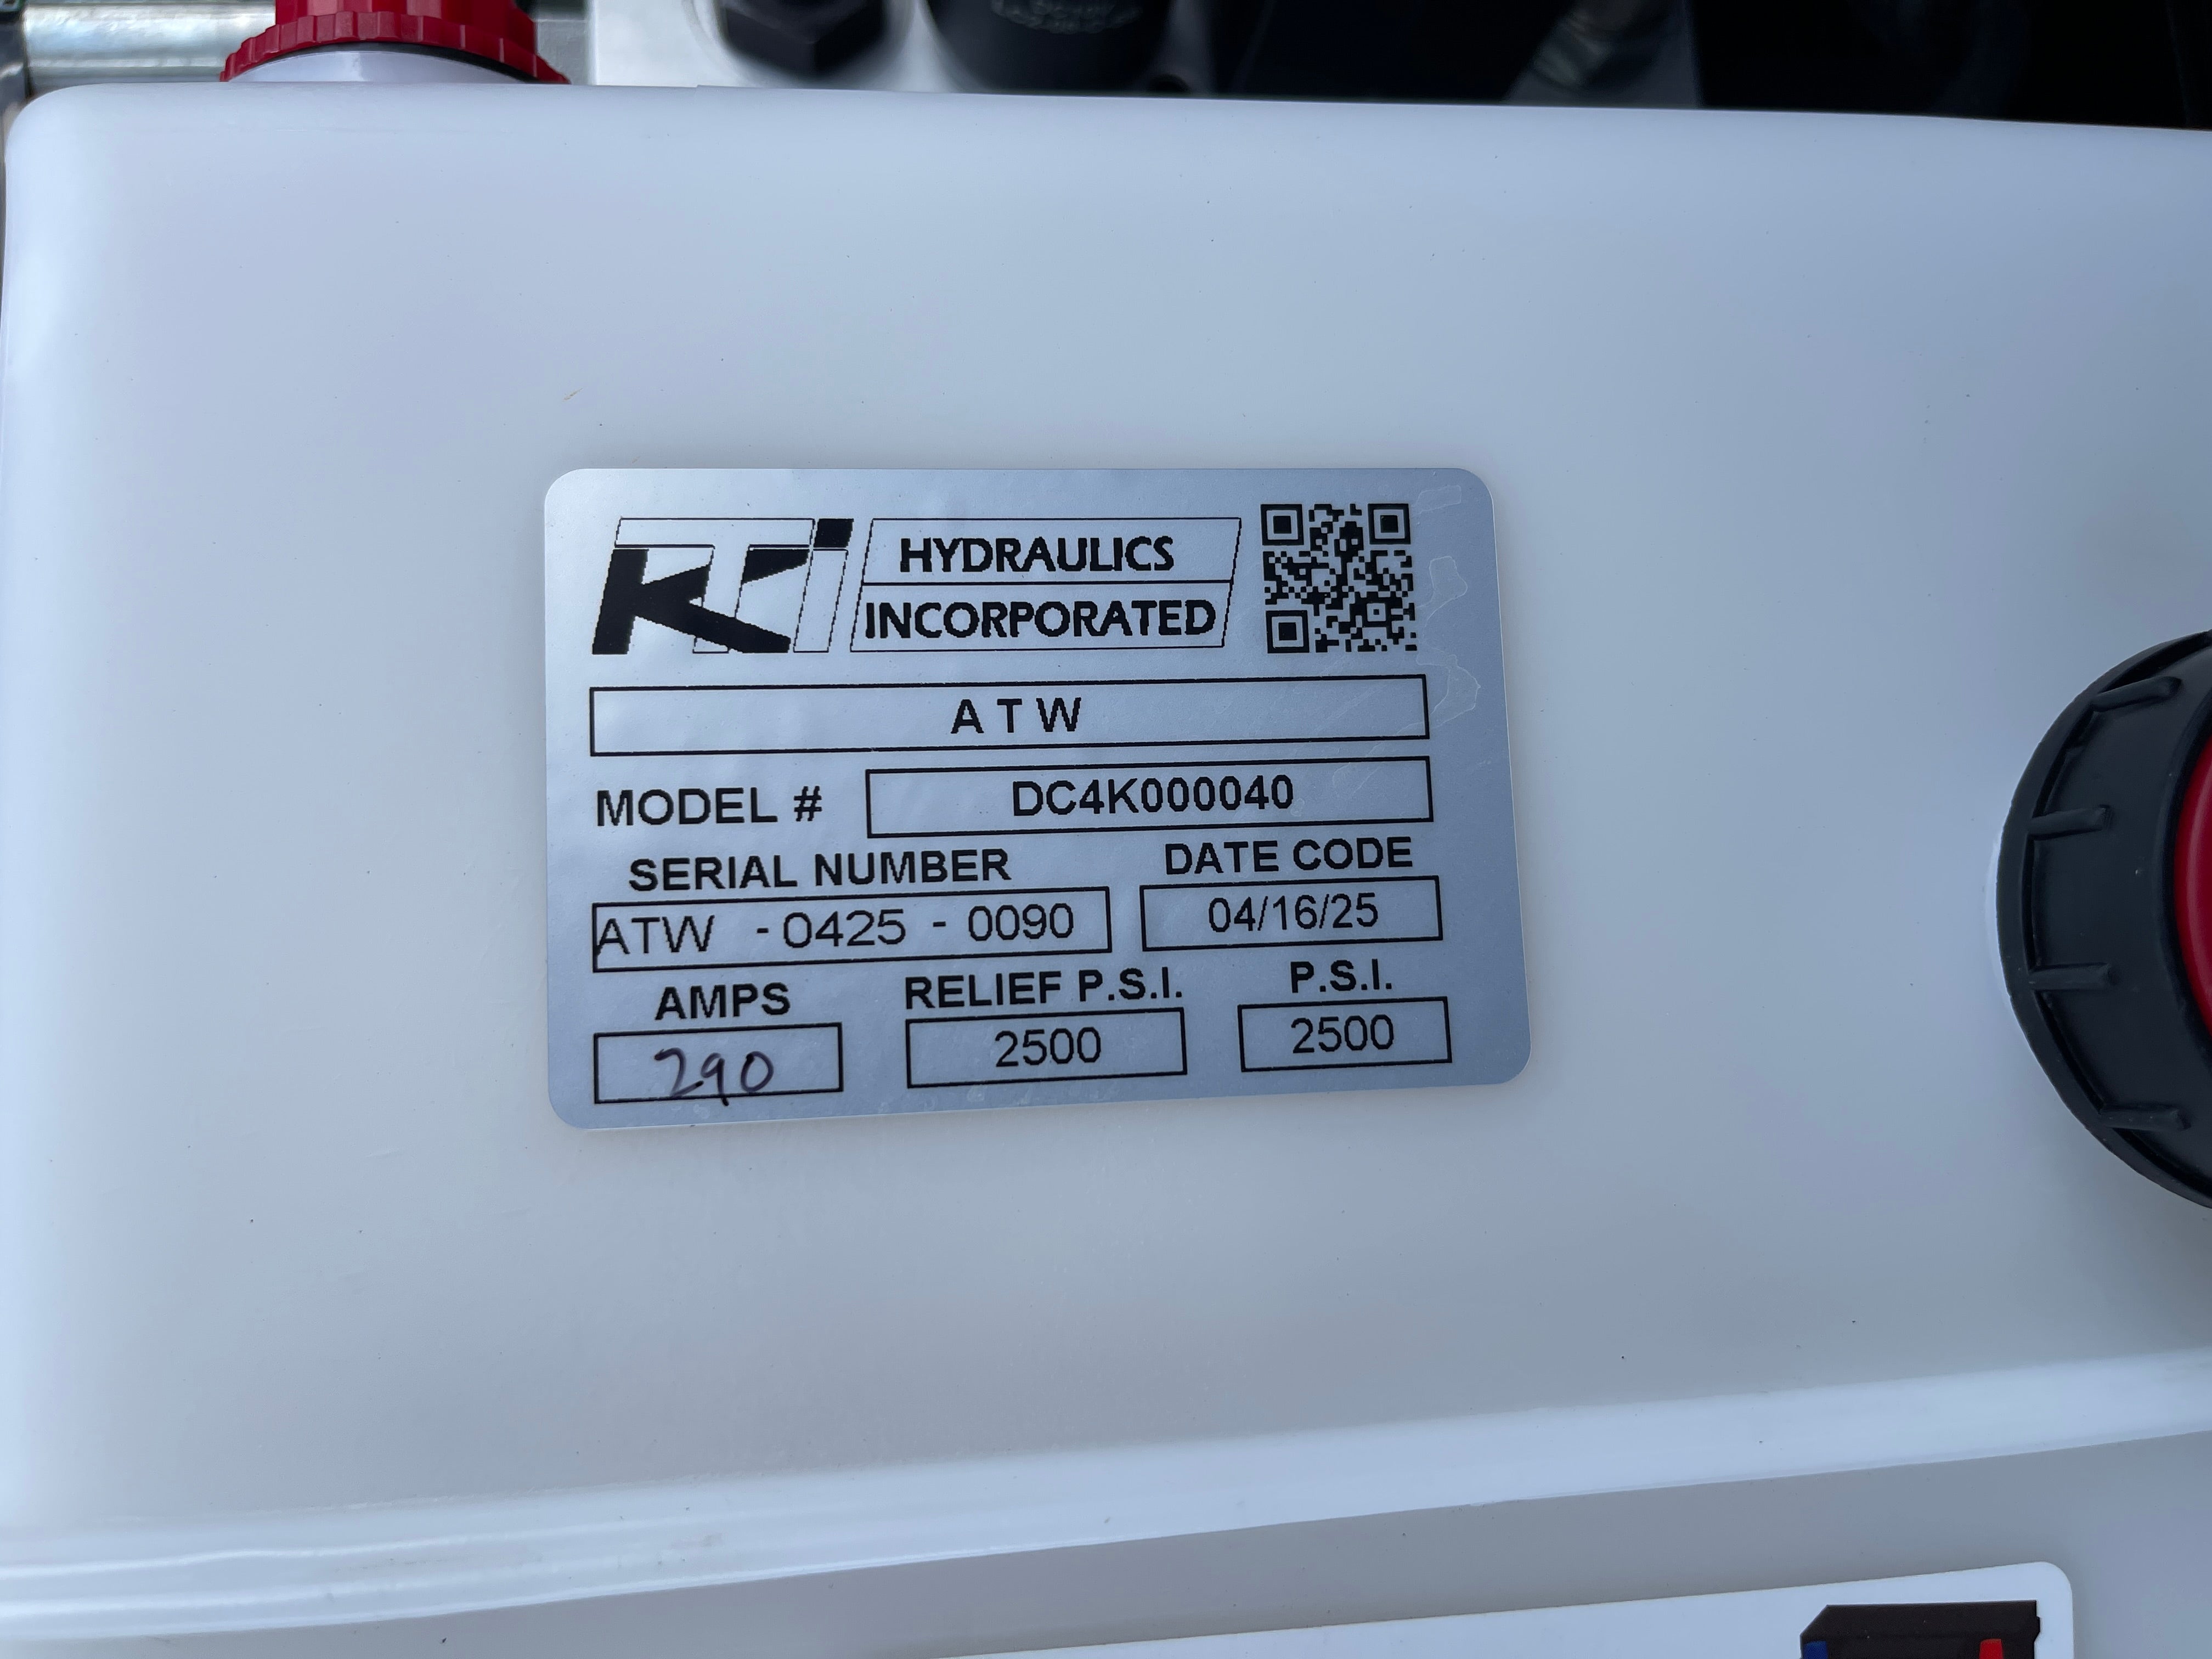 KTi HYDRAULICS
INCORPORATED
ATW
MODEL # DC4K000040
SERIAL NUMBER DATE CODE
ATW - 0425 - 0090 04/16/25
AMPS RELIEF P.S.I. P.S.I.
290 2500 2500